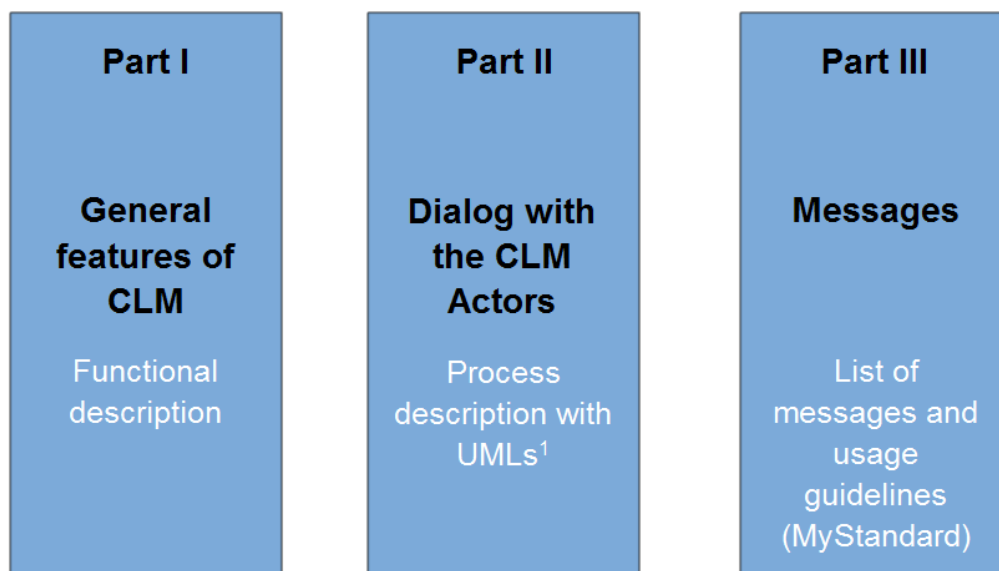 Part I
General
features of
CLM
Functional
description
Part II
Dialog with
the CLM
Actors
Process
description with
UMLs¹
Part III
Messages
List of
messages and
usage
guidelines
(MyStandard)